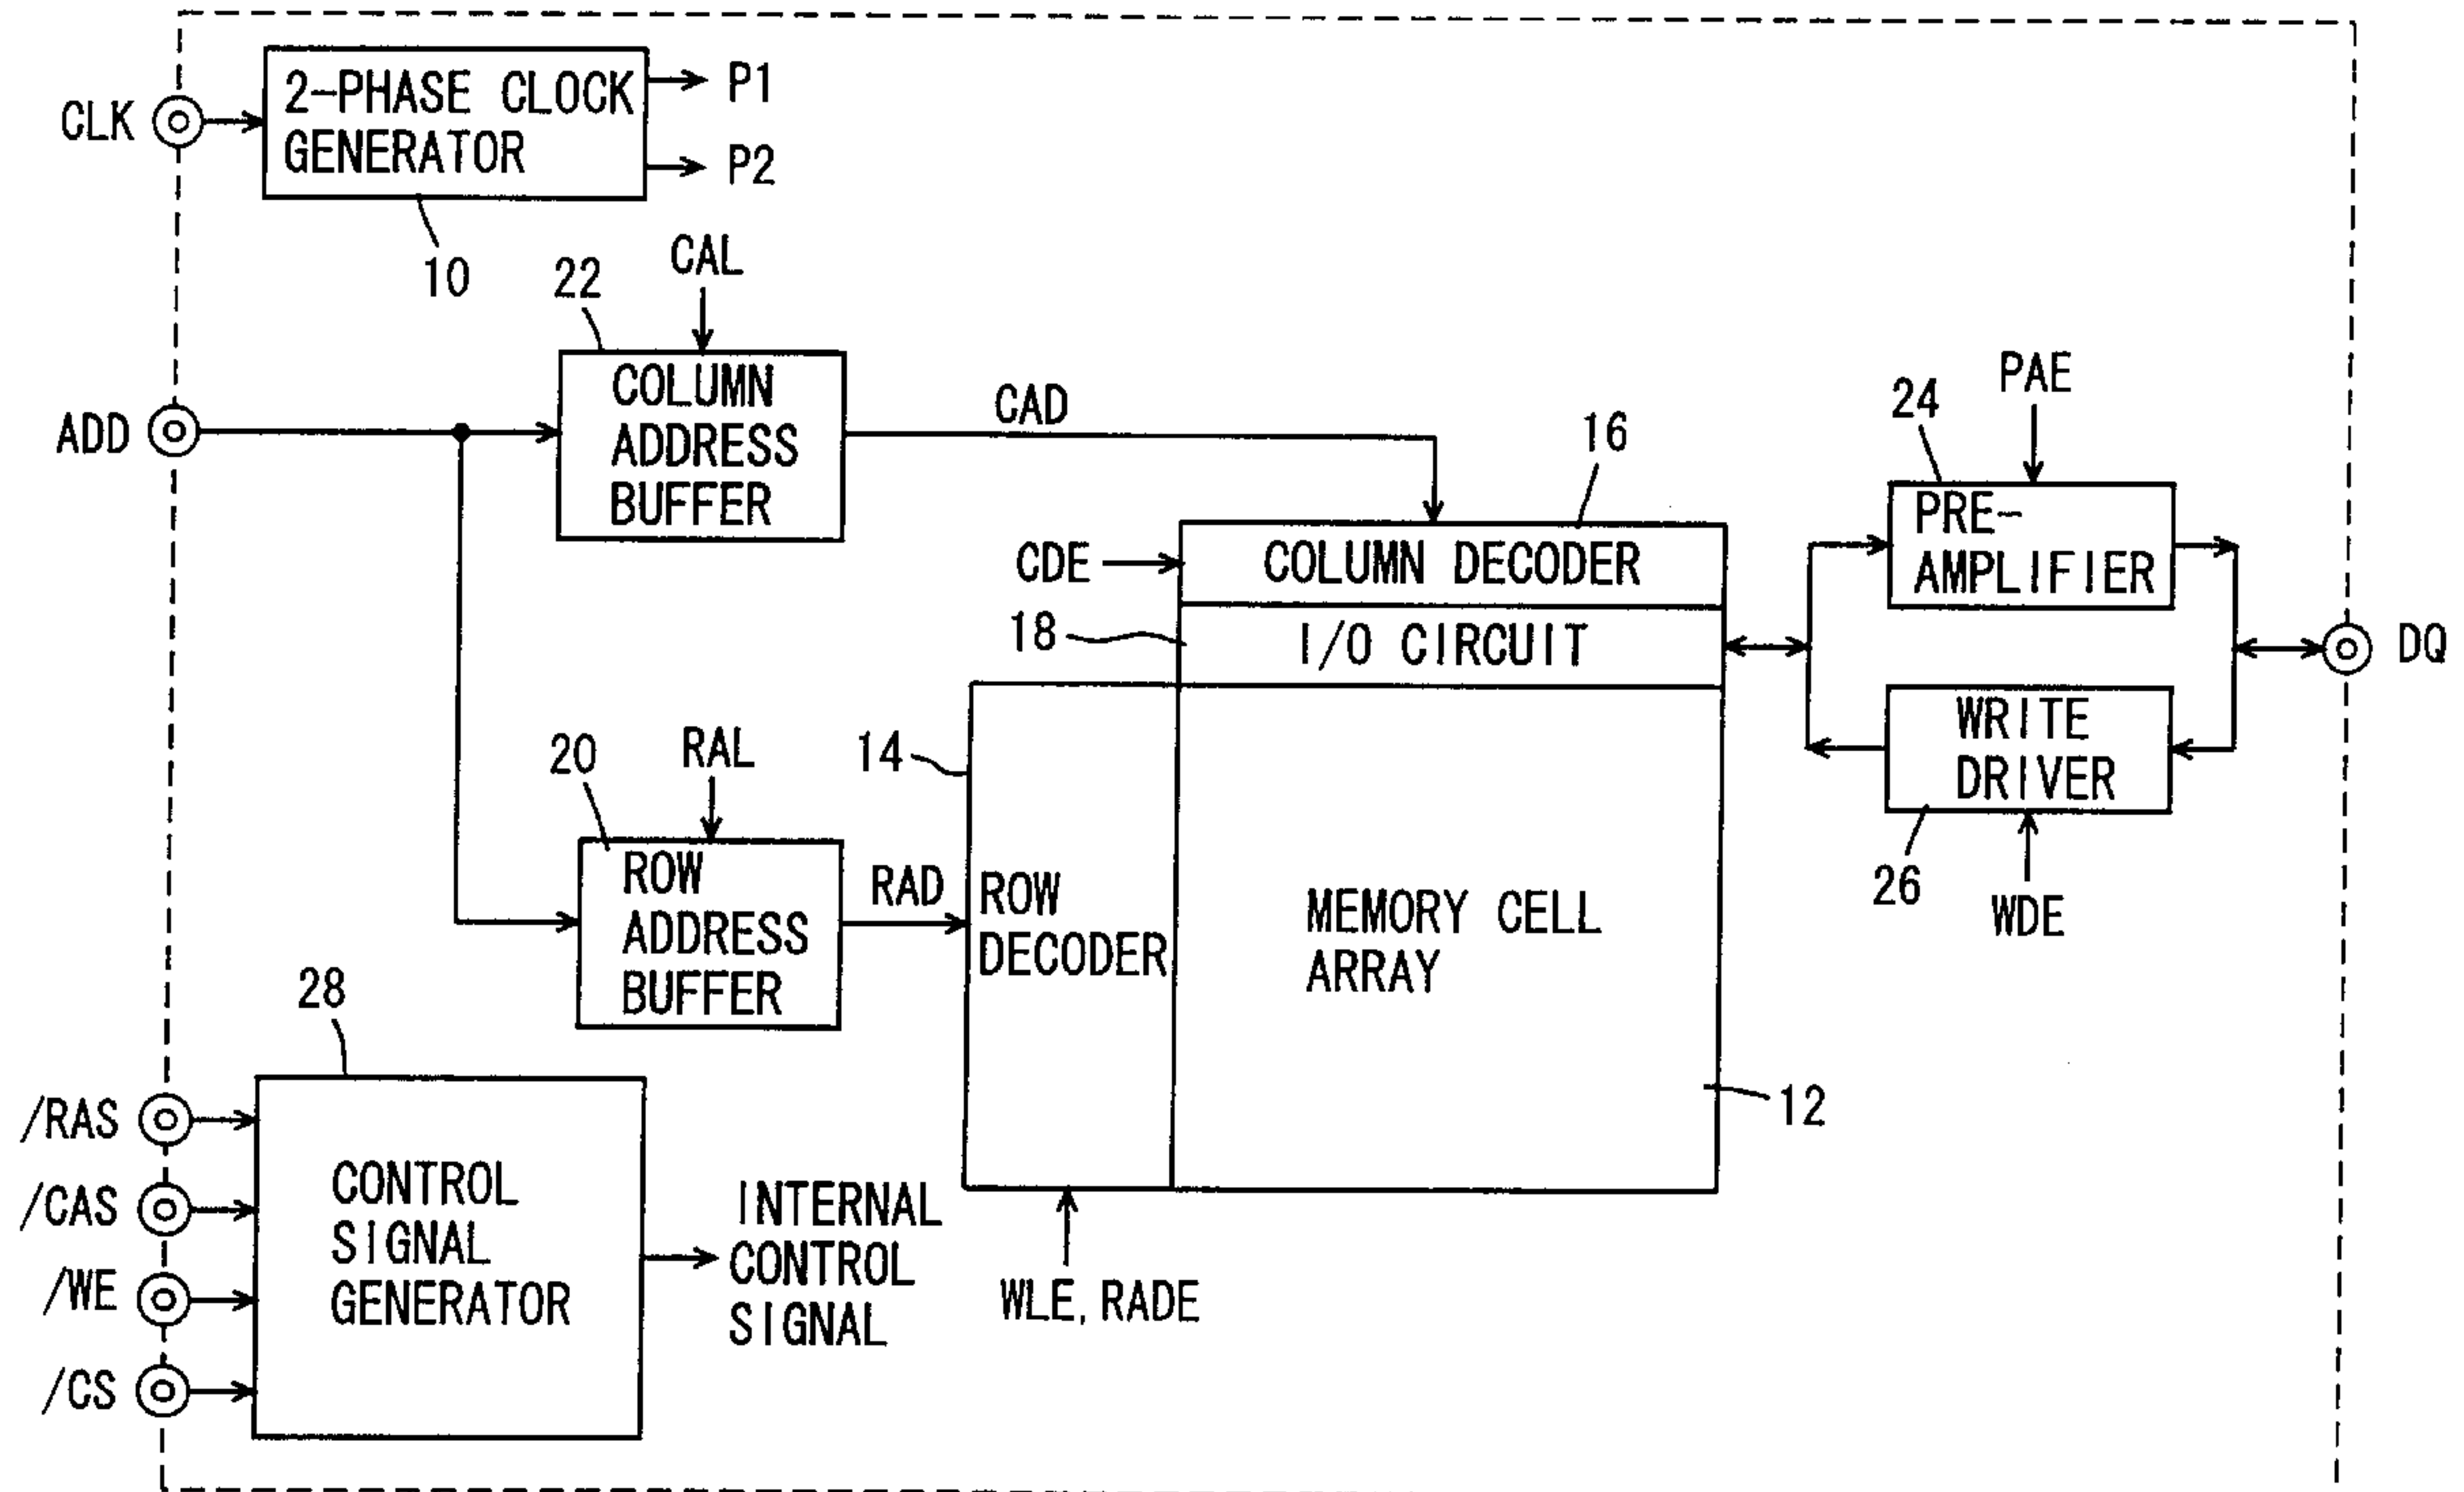 CLK
2-PHASE CLOCK
GENERATOR
P1
P2
10
CAL
22
ADD
COLUMN
ADDRESS
BUFFER
CAD
16
24
PAE
PRE-
AMPLIFIER
CDE
COLUMN DECODER
18
I/O CIRCUIT
DQ
WRITE
DRIVER
26
WDE
20
RAL
14
ROW
ADDRESS
BUFFER
RAD
ROW
DECODER
MEMORY CELL
ARRAY
12
28
/RAS
/CAS
/WE
/CS
CONTROL
SIGNAL
GENERATOR
INTERNAL
CONTROL
SIGNAL
WLE, RADE